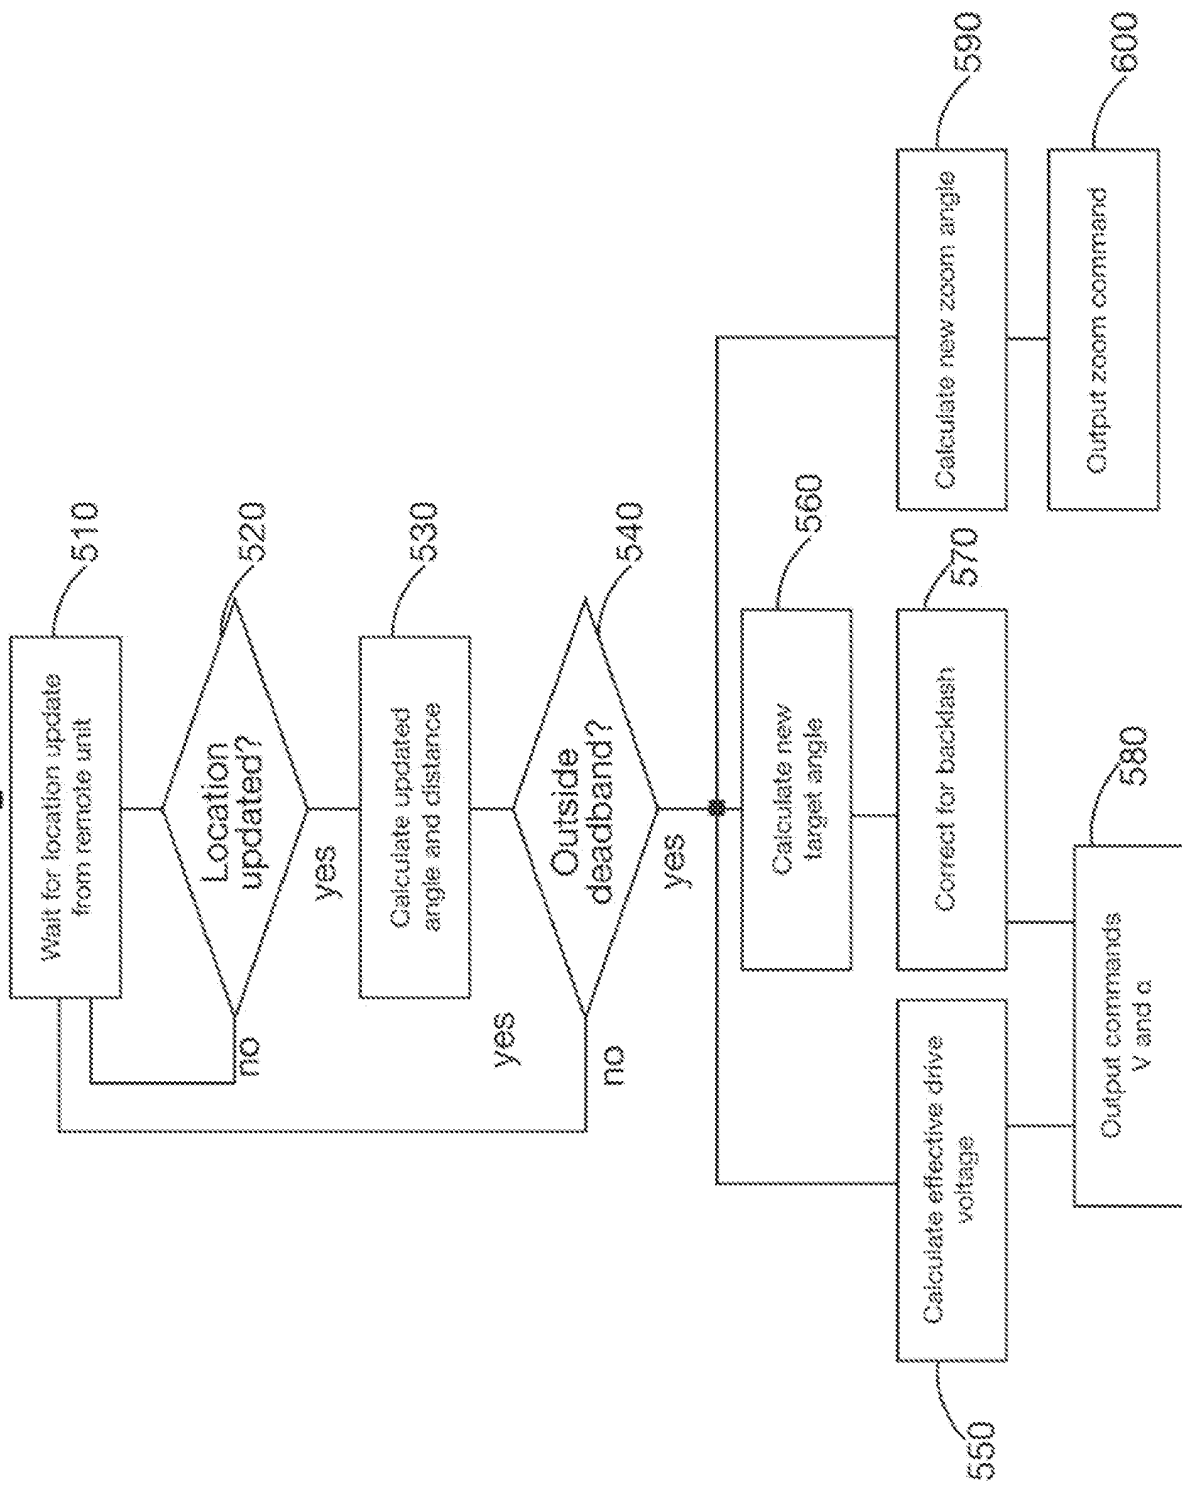 Wait for location update
from remote unit
510
Location
updated?
520
no
yes
Calculate updated
angle and distance
530
yes
Outside
deadband?
540
no
yes
Calculate new
target angle
560
Calculate effective drive
voltage
550
Correct for backlash
570
Calculate new zoom angle
590
Output commands
V and α
580
Output zoom command
600